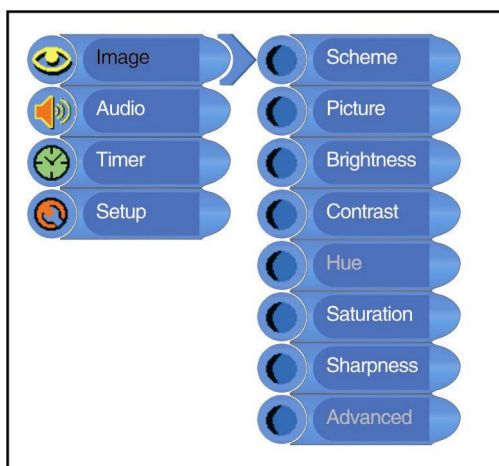 Image
Audio
Timer
Setup
Scheme
Picture
Brightness
Contrast
Hue
Saturation
Sharpness
Advanced